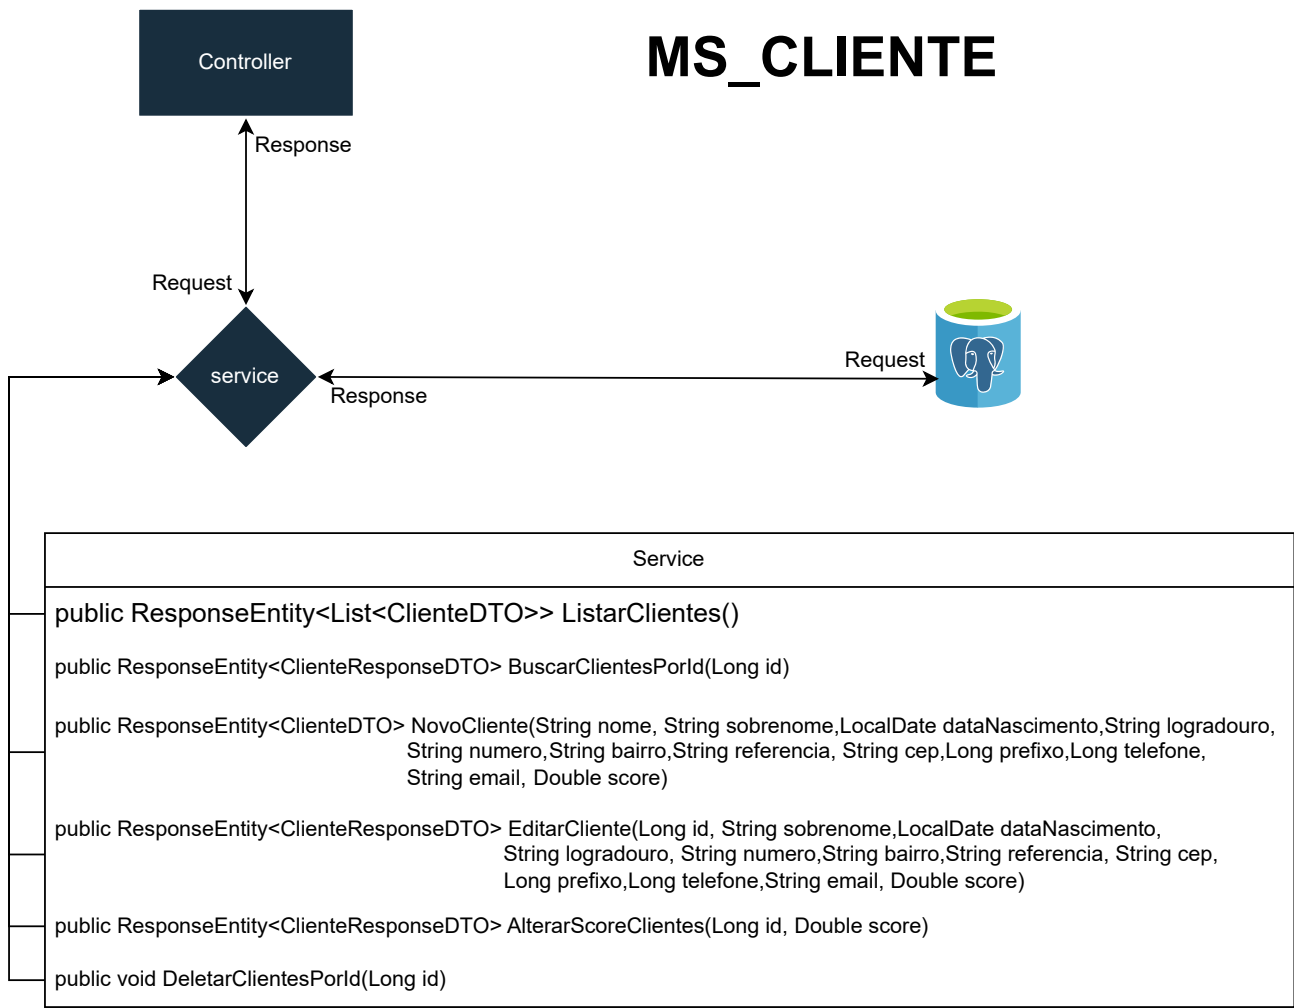 MS_CLIENTE
Controller
Response
Request
service
Response
Request
Service
public ResponseEntity<List<ClienteDTO>> ListarClientes()
public ResponseEntity<ClienteResponseDTO> BuscarClientesPorId(Long id)
public ResponseEntity<ClienteDTO> NovoCliente(String nome, String sobrenome,LocalDate dataNascimento,String logradouro,
String numero,String bairro,String referencia, String cep,Long prefixo,Long telefone,
String email, Double score)
public ResponseEntity<ClienteResponseDTO> EditarCliente(Long id, String sobrenome,LocalDate dataNascimento,
String logradouro, String numero,String bairro,String referencia, String cep,
Long prefixo,Long telefone,String email, Double score)
public ResponseEntity<ClienteResponseDTO> AlterarScoreClientes(Long id, Double score)
public void DeletarClientesPorId(Long id)